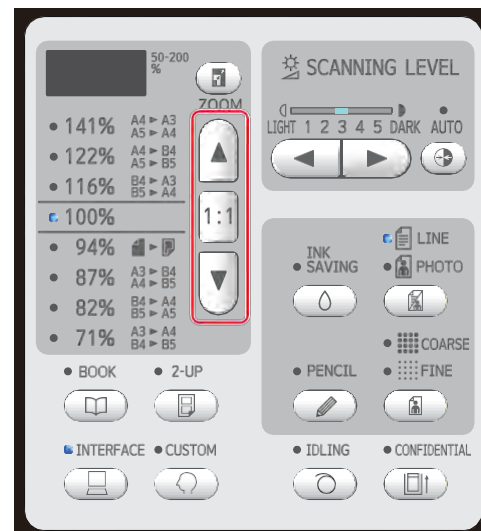 50-200
%
ZOOM
141% A4 ► A3
A5 ► A4
122% A4 ► B4
A5 ► B5
116% B4 ► A3
B5 ► A4
100%
94%
87% A3 ► B4
A4 ► B5
82% B4 ► A4
B5 ► A5
71% A3 ► A4
B4 ► B5
1:1
BOOK 2-UP
INTERFACE CUSTOM
SCANNING LEVEL
LIGHT 1 2 3 4 5 DARK AUTO
INK
SAVING
LINE
PHOTO
COARSE
PENCIL FINE
IDLING CONFIDENTIAL